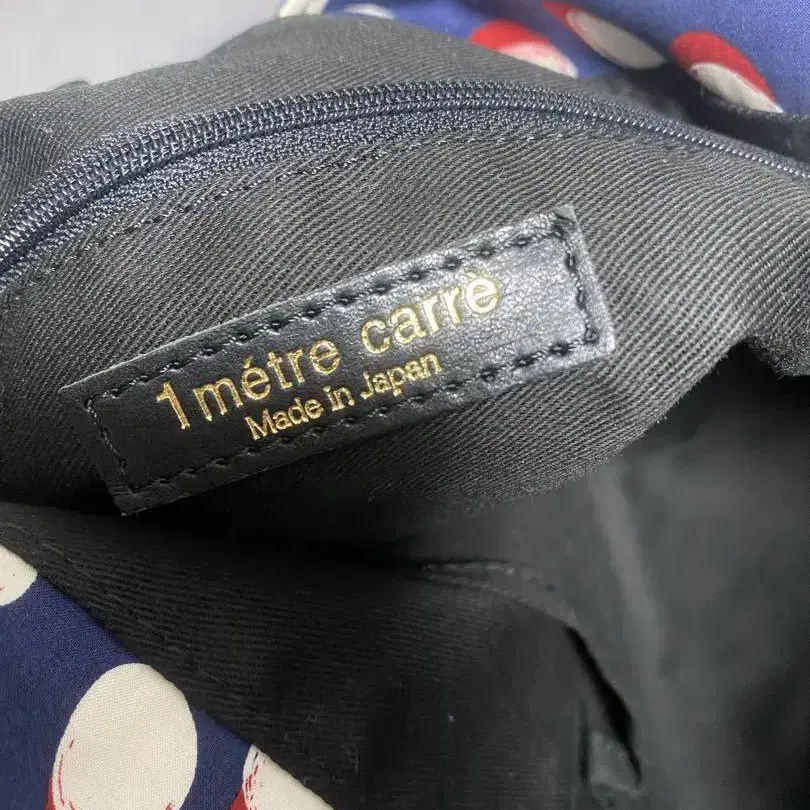 1 métre carrè
Made in Japan